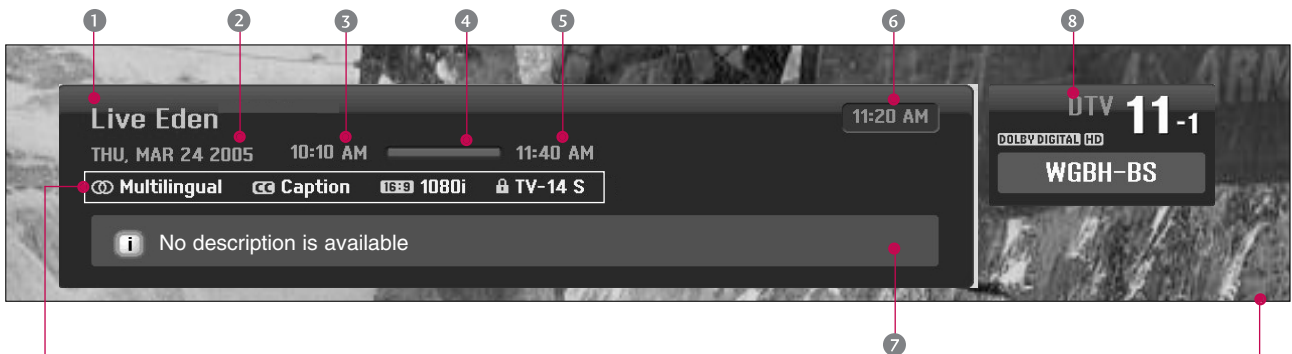 1 2 3 4 5 6 8
Live Eden
11:20 AM
THU, MAR 24 2005 10:10 AM 11:40 AM
Multilingual CC Caption 16:9 1080i TV-14 S
i No description is available
DTV 11-1
DOLBY DIGITAL HD
WGBH-BS
ARM
7